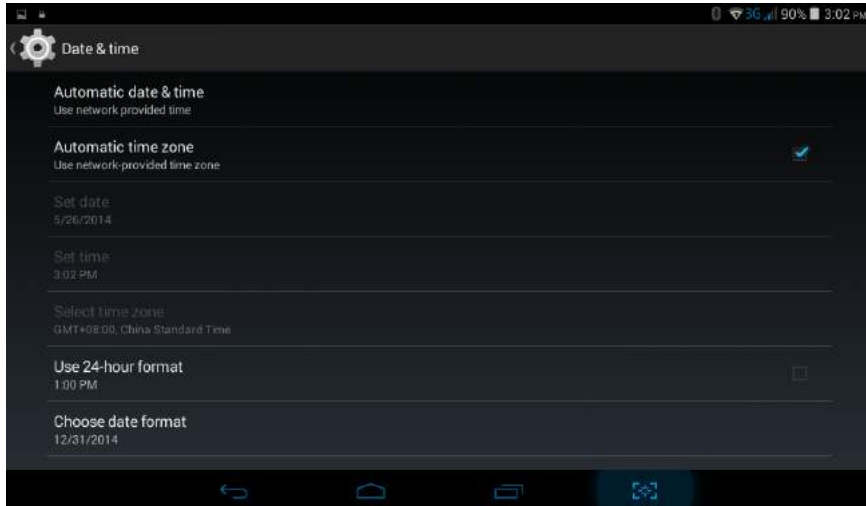 3G 90% 3:02 PM
Date & time
Automatic date & time
Use network provided time
Automatic time zone
Use network-provided time zone
Set date
5/26/2014
Set time
3:02 PM
Select time zone
GMT+08:00, China Standard Time
Use 24-hour format
1:00 PM
Choose date format
12/31/2014